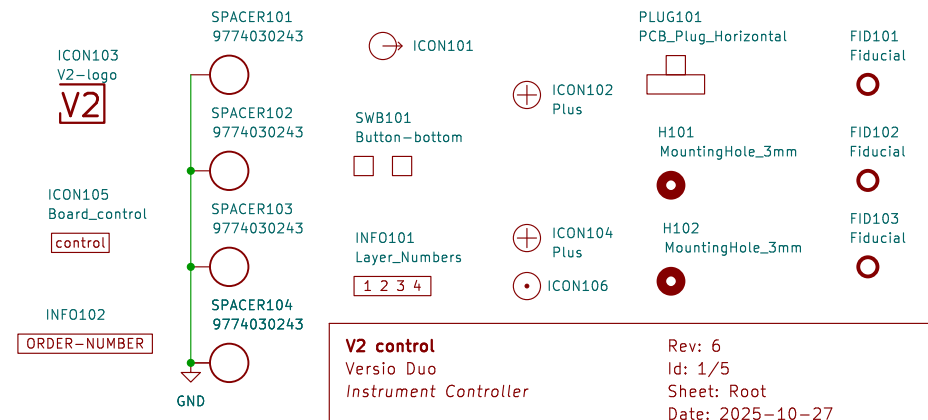 SPACER101
9774030243
ICON103
V2-logo
V2
SPACER102
9774030243
ICON105
Board_control
control
SPACER103
9774030243
INFO102
ORDER-NUMBER
SPACER104
9774030243
GND
ICON101
SWB101
Button-bottom
INFO101
Layer_Numbers
1 2 3 4
ICON102
Plus
ICON104
Plus
ICON106
PLUG101
PCB_Plug_Horizontal
H101
MountingHole_3mm
H102
MountingHole_3mm
FID101
Fiducial
FID102
Fiducial
FID103
Fiducial
V2 control
Versio Duo
Instrument Controller
Rev: 6
Id: 1/5
Sheet: Root
Date: 2025-10-27